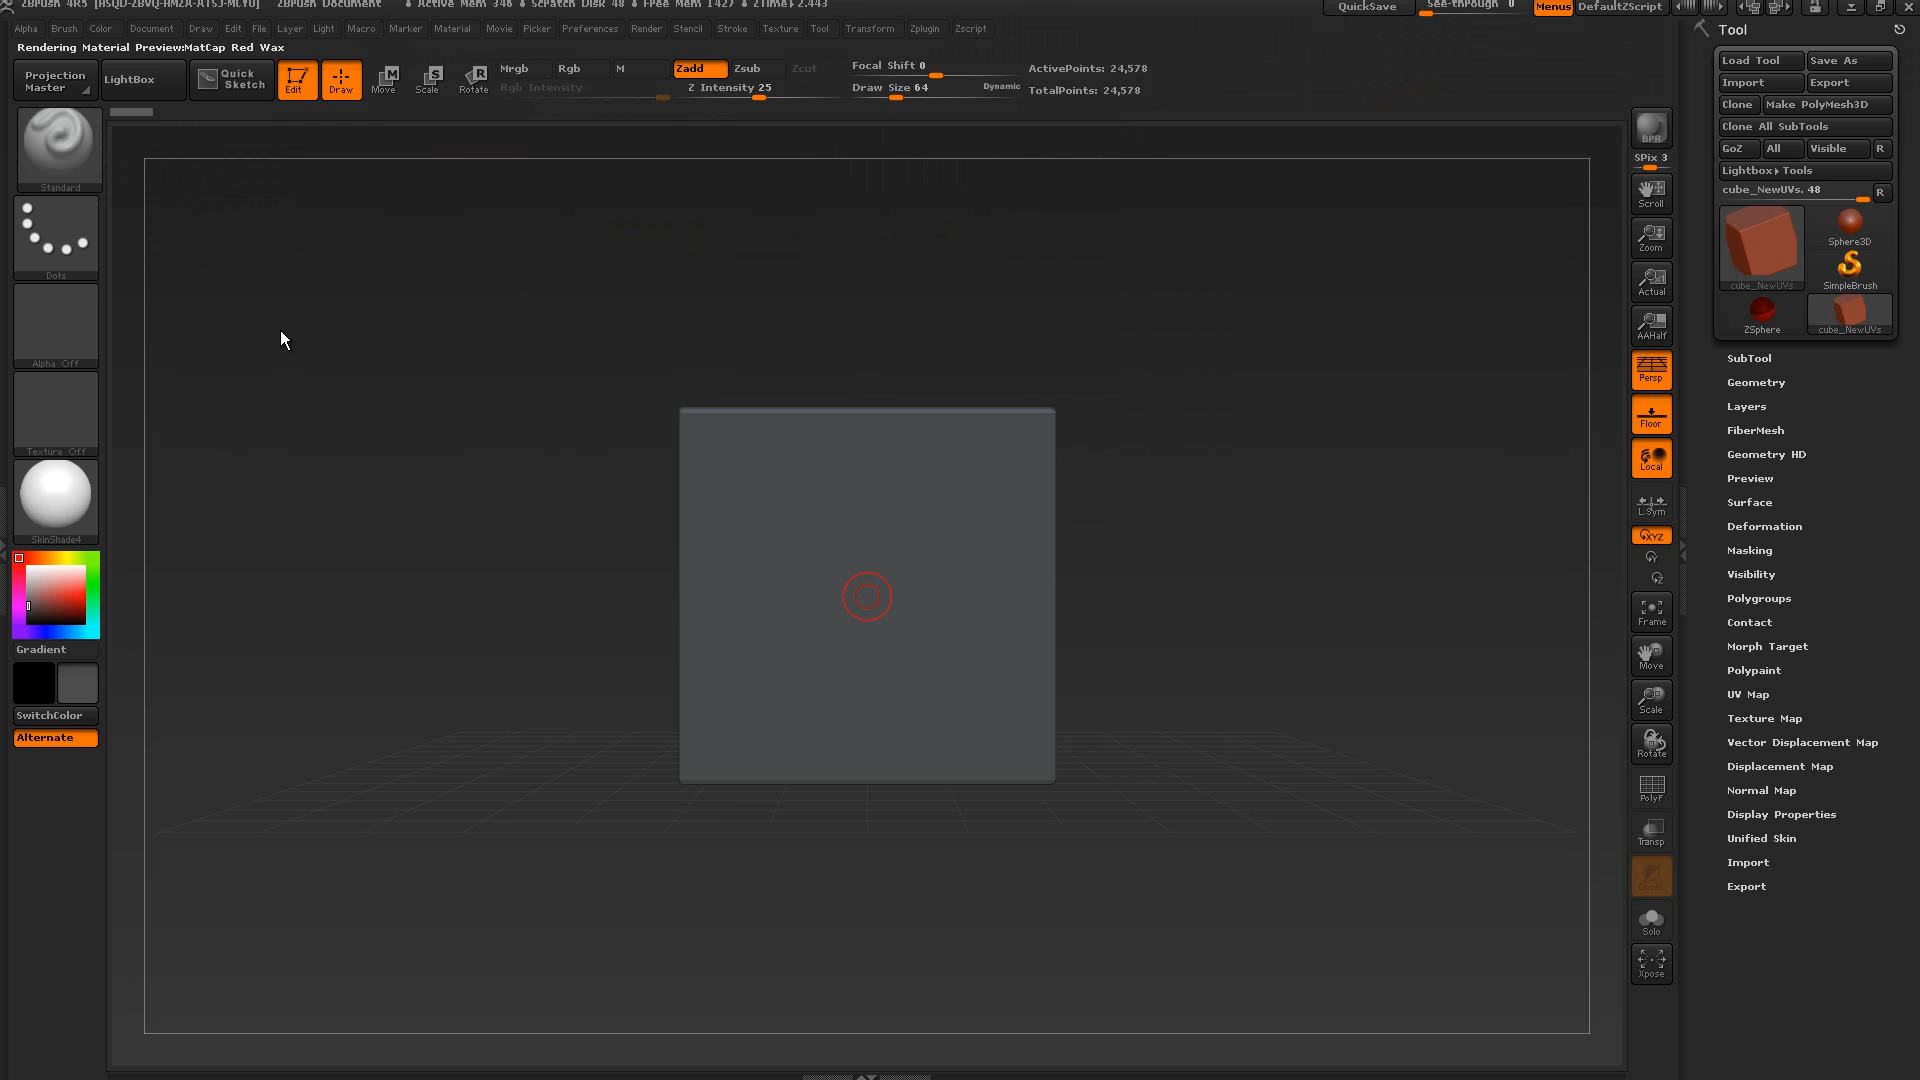 ZBrush 4R5 ZBrush Document • Active Mem 346 • Scratch Disk 48 • Free Mem 1427 • ZTime▸2.443 QuickSave See-through 0 Menus DefaultZScript
Alpha Brush Color Document Draw Edit File Layer Light Macro Marker Material Movie Picker Preferences Render Stencil Stroke Texture Tool Transform Zplugin Zscript
Rendering Material Preview:MatCap Red Wax
Projection Master
LightBox
Quick Sketch
Edit
Draw
Move
Scale
Rotate
Mrgb Rgb M
Rgb Intensity
Zadd Zsub Zcut
Z Intensity 25
Focal Shift 0
Draw Size 64
Dynamic
ActivePoints: 24,578
TotalPoints: 24,578
Standard
Dots
Alpha Off
Texture Off
SkinShade4
Gradient
SwitchColor
Alternate
BPR
SPix 3
Scroll
Zoom
Actual
AAHalf
Persp
Floor
Local
L.Sym
XYZ
Y
Z
Frame
Move
Scale
Rotate
PolyF
Transp
Solo
Xpose
Tool
Load Tool Save As
Import Export
Clone Make PolyMesh3D
Clone All SubTools
GoZ All Visible R
Lightbox▸Tools
cube_NewUVs. 48 R
cube_NewUVs
Sphere3D
SimpleBrush
ZSphere
cube_NewUVs
SubTool
Geometry
Layers
FiberMesh
Geometry HD
Preview
Surface
Deformation
Masking
Visibility
Polygroups
Contact
Morph Target
Polypaint
UV Map
Texture Map
Vector Displacement Map
Displacement Map
Normal Map
Display Properties
Unified Skin
Import
Export